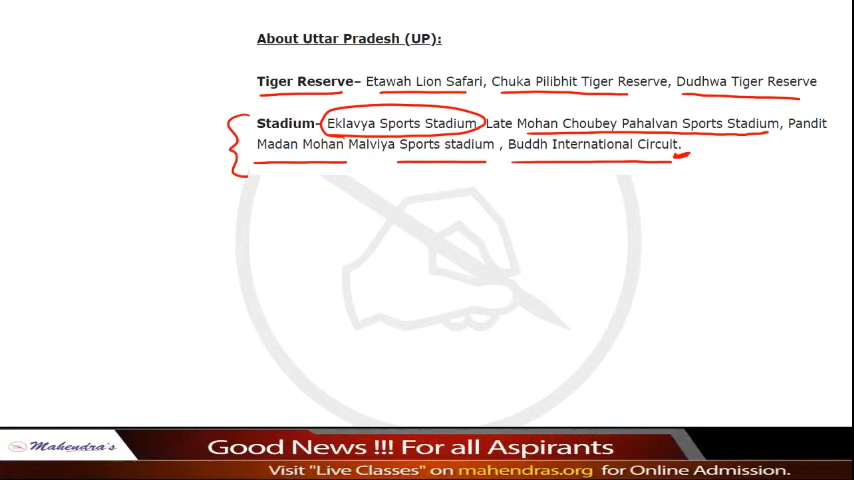 About Uttar Pradesh (UP):
Tiger Reserve– Etawah Lion Safari, Chuka Pilibhit Tiger Reserve, Dudhwa Tiger Reserve
Stadium- Eklavya Sports Stadium, Late Mohan Choubey Pahalvan Sports Stadium, Pandit
Madan Mohan Malviya Sports stadium , Buddh International Circuit.
Mahendra's
Good News !!! For all Aspirants
Visit "Live Classes" on mahendras.org for Online Admission.